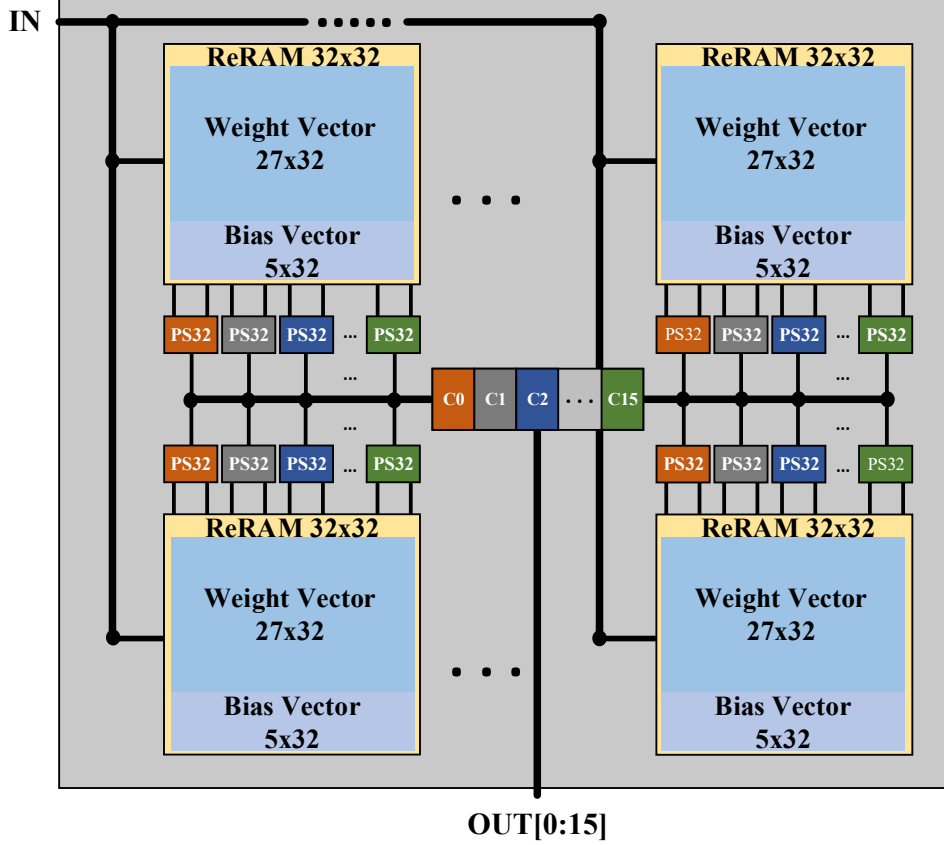 IN
ReRAM 32x32
Weight Vector
27x32
Bias Vector
5x32
ReRAM 32x32
Weight Vector
27x32
Bias Vector
5x32
PS32 PS32 PS32 ... PS32
PS32 PS32 PS32 ... PS32
...
...
C0 C1 C2 ... C15
...
...
PS32 PS32 PS32 ... PS32
PS32 PS32 PS32 ... PS32
ReRAM 32x32
Weight Vector
27x32
Bias Vector
5x32
ReRAM 32x32
Weight Vector
27x32
Bias Vector
5x32
OUT[0:15]